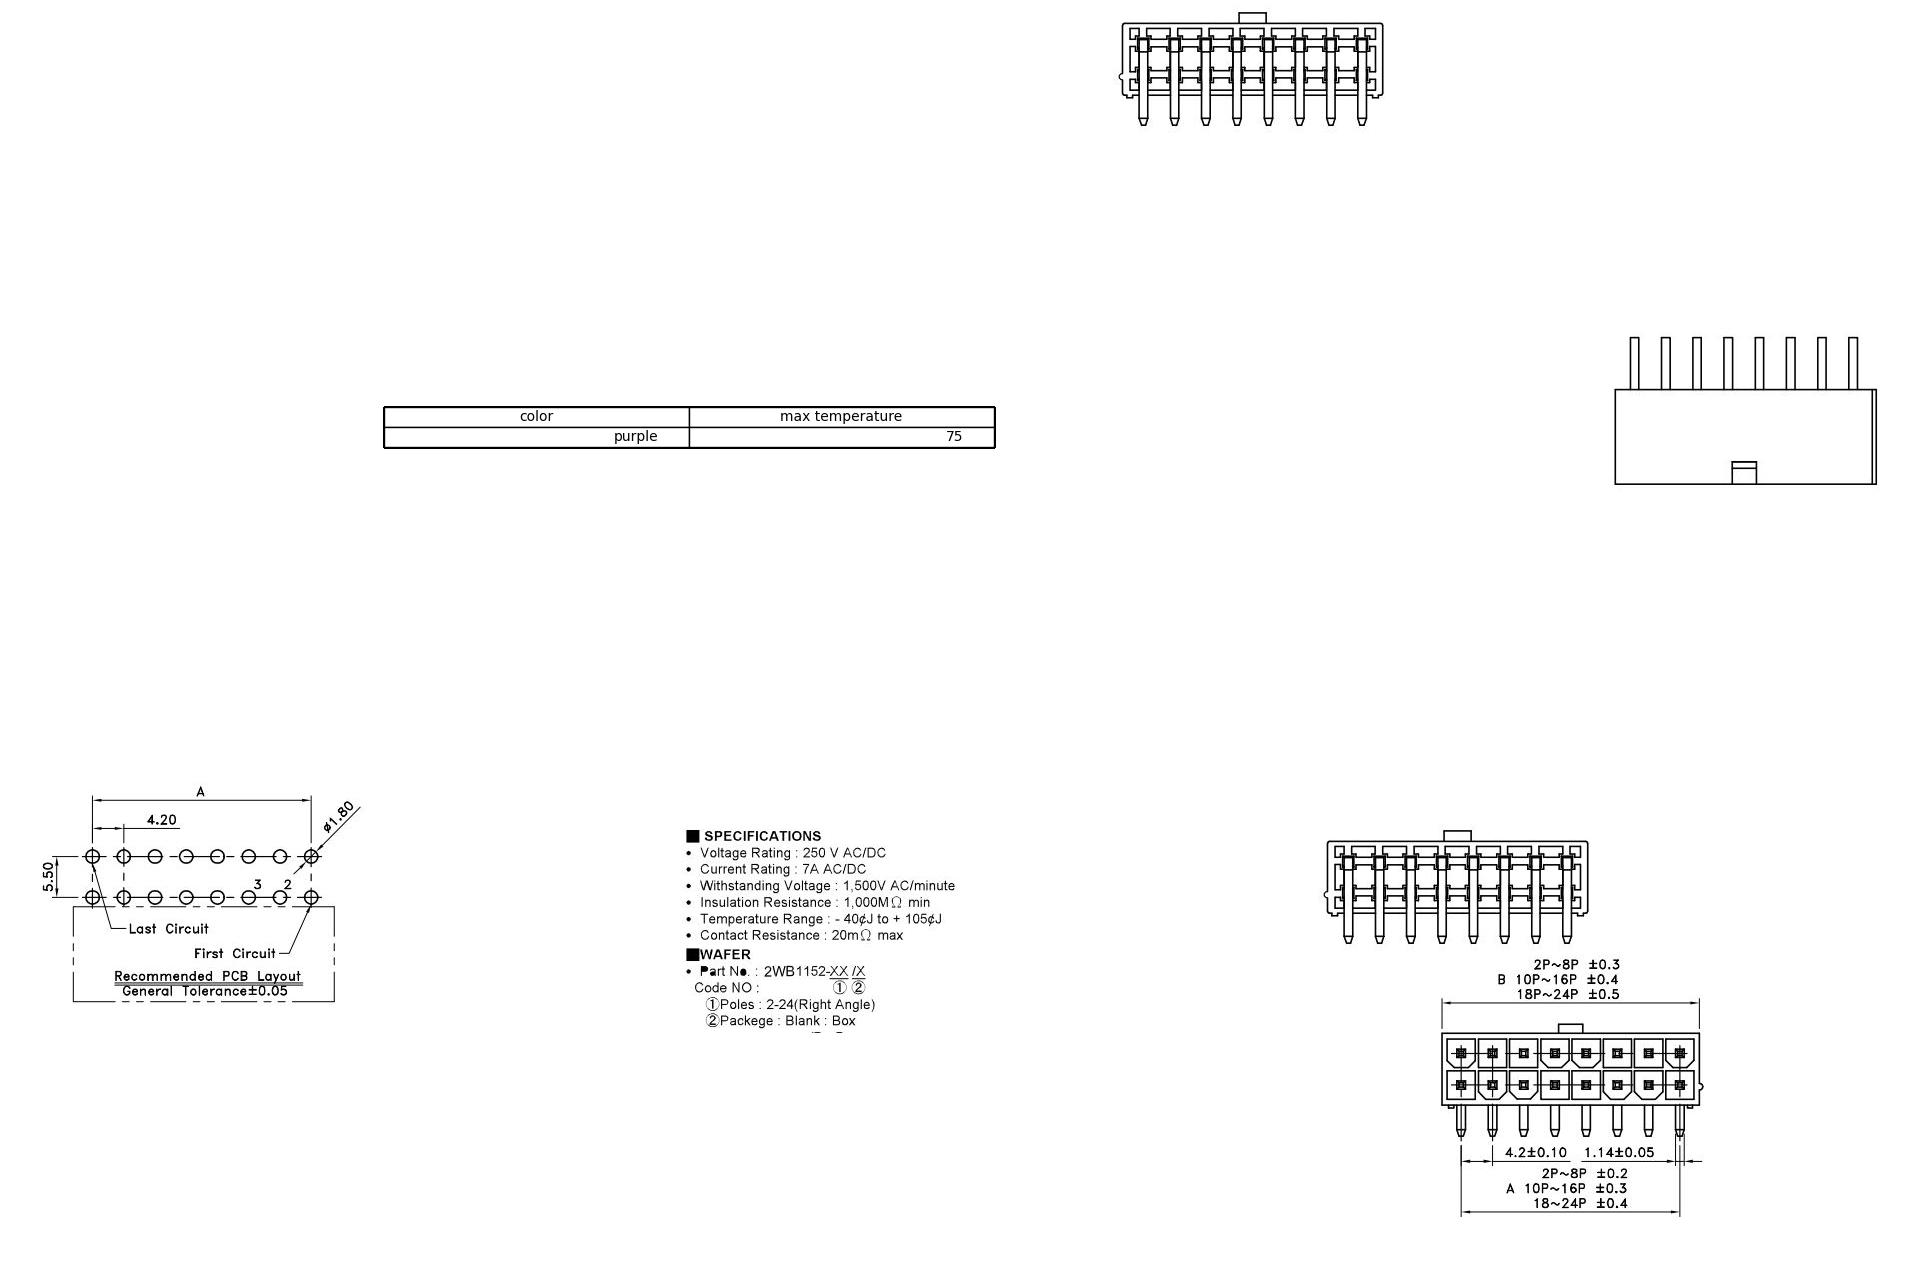 color max temperature
purple 75
A
4.20
ø1.80
5.50
3 2
Last Circuit
First Circuit
Recommended PCB Layout
General Tolerance±0.05
■ SPECIFICATIONS
• Voltage Rating : 250 V AC/DC
• Current Rating : 7A AC/DC
• Withstanding Voltage : 1,500V AC/minute
• Insulation Resistance : 1,000MΩ min
• Temperature Range : - 40¢J to + 105¢J
• Contact Resistance : 20mΩ max
■WAFER
• Part No. : 2WB1152-XX /X
Code NO : ① ②
①Poles : 2-24(Right Angle)
②Packege : Blank : Box
2P~8P ±0.3
B 10P~16P ±0.4
18P~24P ±0.5
4.2±0.10 1.14±0.05
2P~8P ±0.2
A 10P~16P ±0.3
18~24P ±0.4